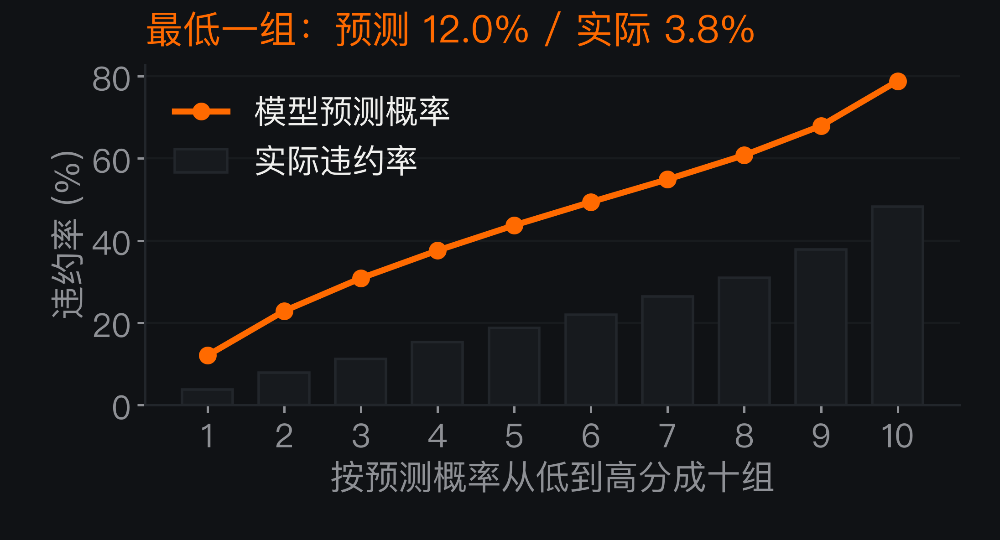 最低一组：预测 12.0% / 实际 3.8%
80
60
40
20
0
违约率 (%)
模型预测概率
实际违约率
1 2 3 4 5 6 7 8 9 10
按预测概率从低到高分成十组